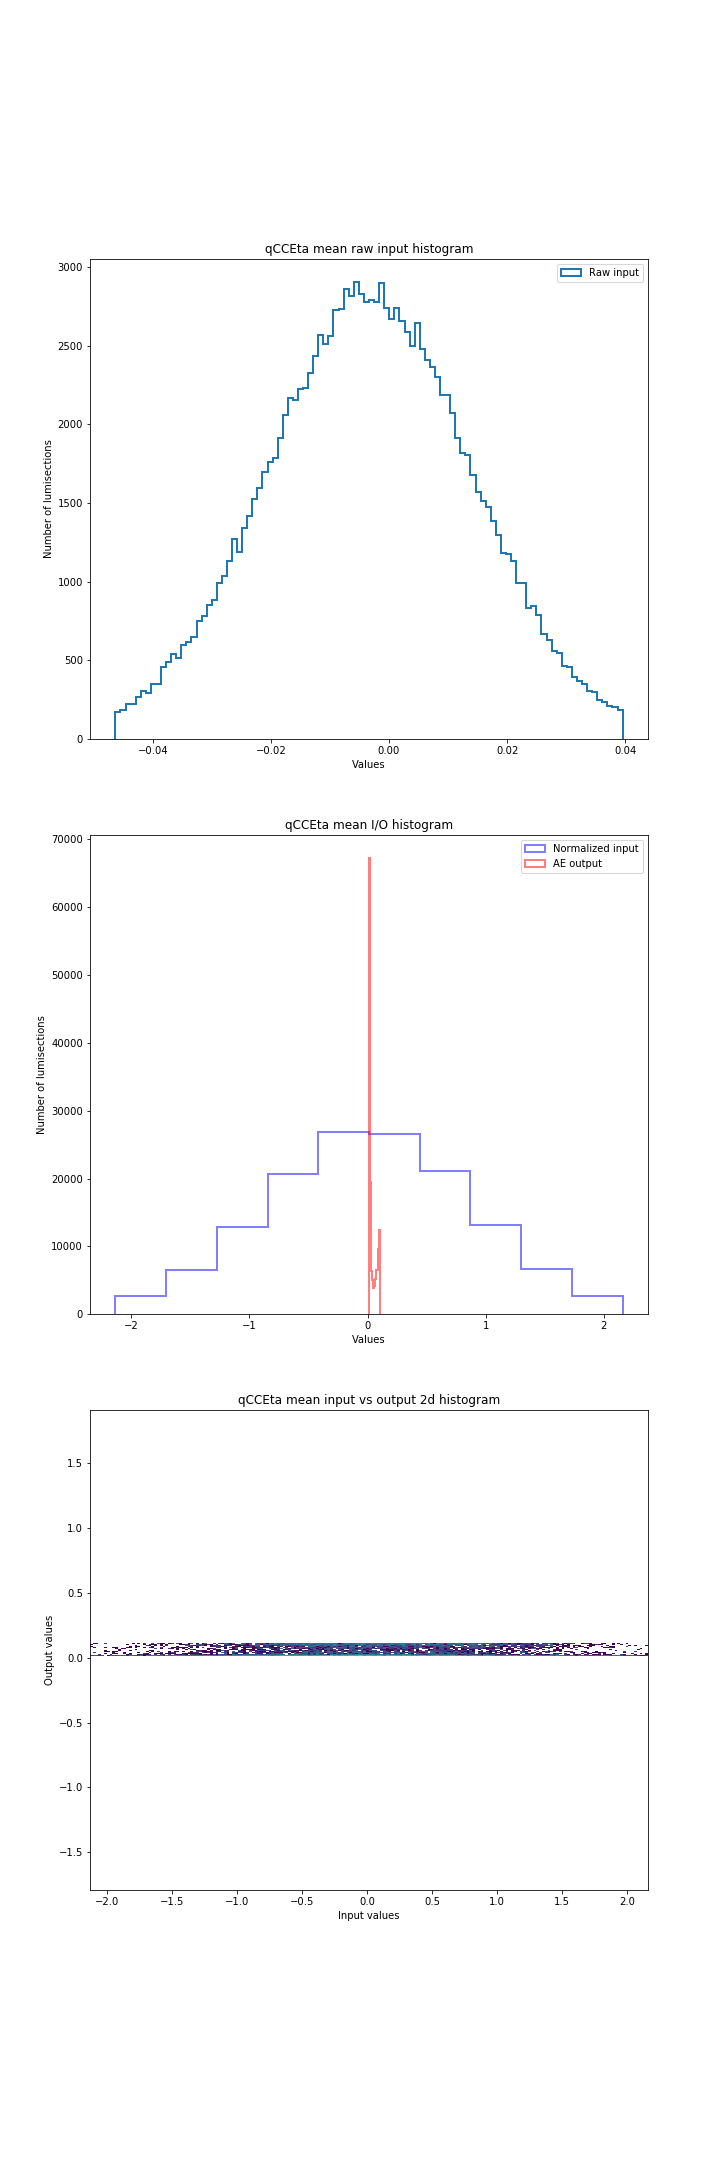 qCCEta mean raw input histogram
Raw input
3000
2500
2000
1500
1000
500
0
Number of lumisections
−0.04 −0.02 0.00 0.02 0.04
Values
qCCEta mean I/O histogram
Normalized input
AE output
70000
60000
50000
40000
30000
20000
10000
0
Number of lumisections
−2 −1 0 1 2
Values
qCCEta mean input vs output 2d histogram
1.5
1.0
0.5
0.0
−0.5
−1.0
−1.5
Output values
−2.0 −1.5 −1.0 −0.5 0.0 0.5 1.0 1.5 2.0
Input values